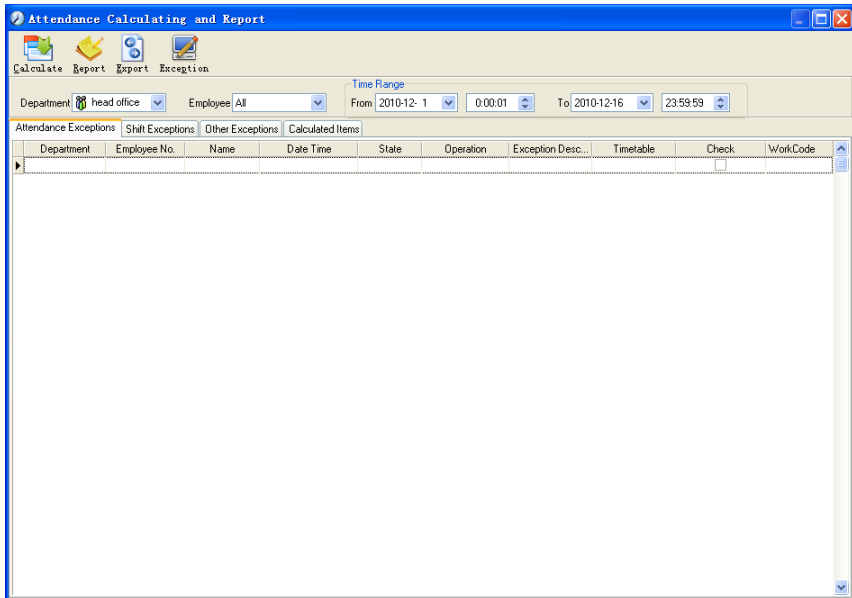 Attendance Calculating and Report
Calculate Report Export Exception
Time Range
Department head office Employee All From 2010-12- 1 0:00:01 To 2010-12-16 23:59:59
Attendance Exceptions Shift Exceptions Other Exceptions Calculated Items
Department Employee No. Name Date Time State Operation Exception Desc... Timetable Check WorkCode